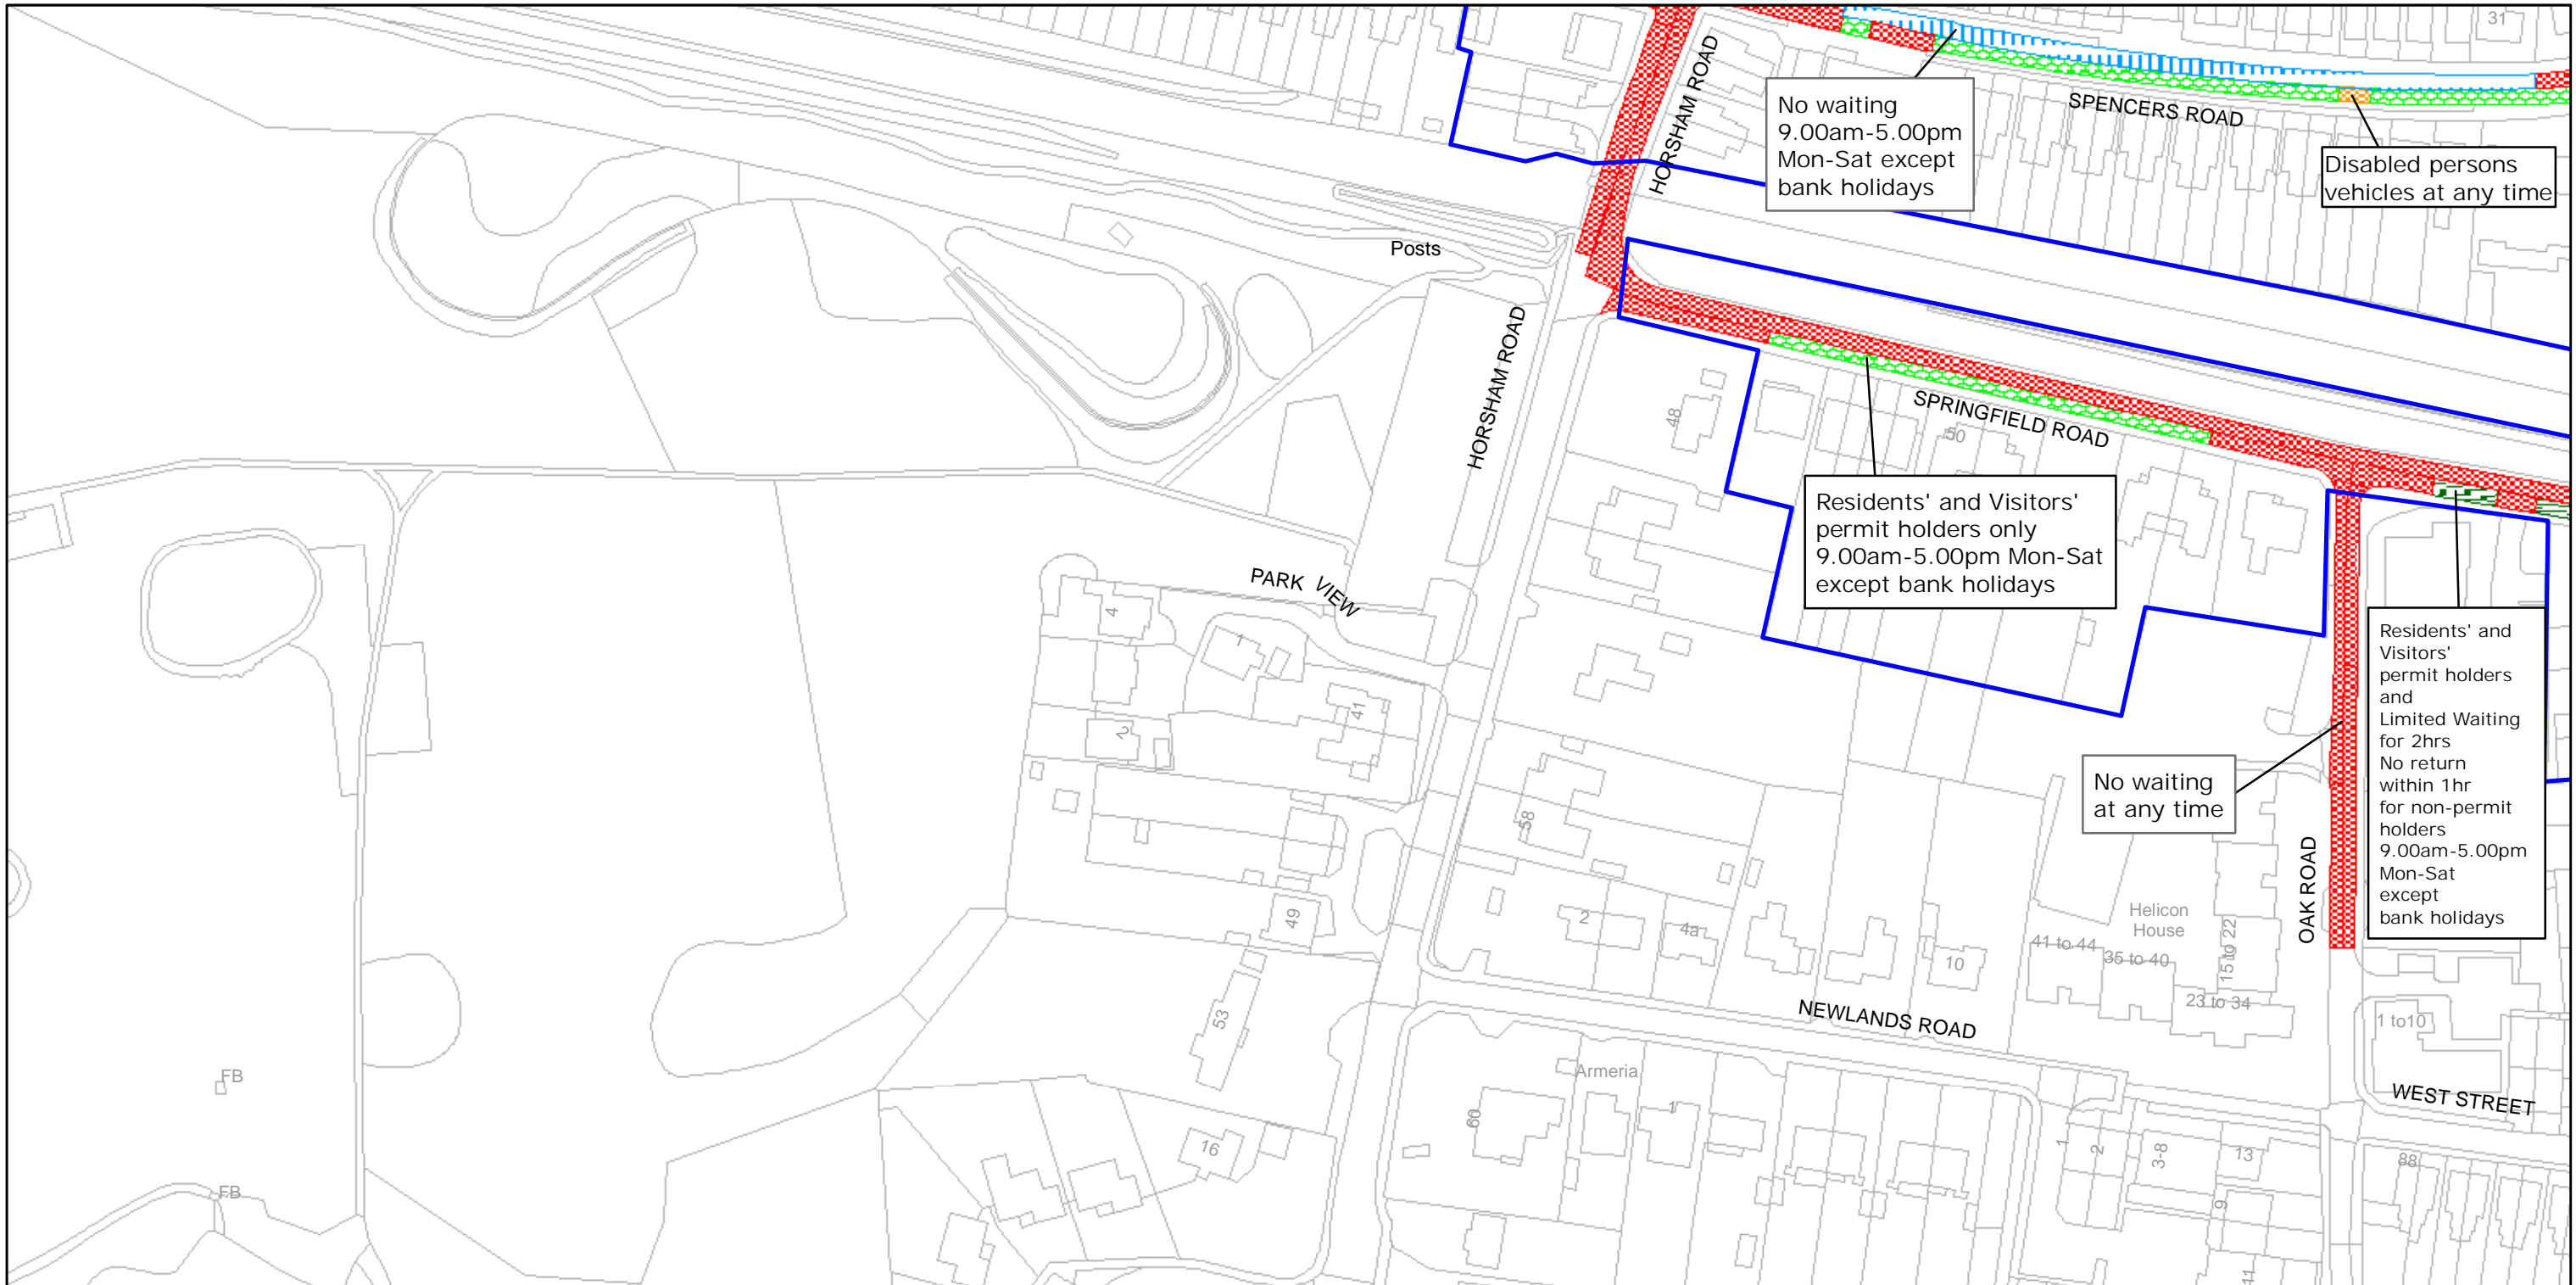 31
HORSHAM ROAD
No waiting
9.00am-5.00pm
Mon-Sat except
bank holidays
SPENCERS ROAD
Disabled persons
vehicles at any time
Posts
HORSHAM ROAD
48
50
SPRINGFIELD ROAD
Residents' and Visitors'
permit holders only
9.00am-5.00pm Mon-Sat
except bank holidays
PARK VIEW
4
1
2
41
Residents' and
Visitors'
permit holders
and
Limited Waiting
for 2hrs
No return
within 1hr
for non-permit
holders
9.00am-5.00pm
Mon-Sat
except
bank holidays
No waiting
at any time
58
OAK ROAD
49
2
4a
10
Helicon
House
41 to 44
35 to 40
15 to 22
23 to 34
53
NEWLANDS ROAD
1 to10
FB
Armeria
60
1
WEST STREET
16
1
2
3-8
13
88
FB
9
11